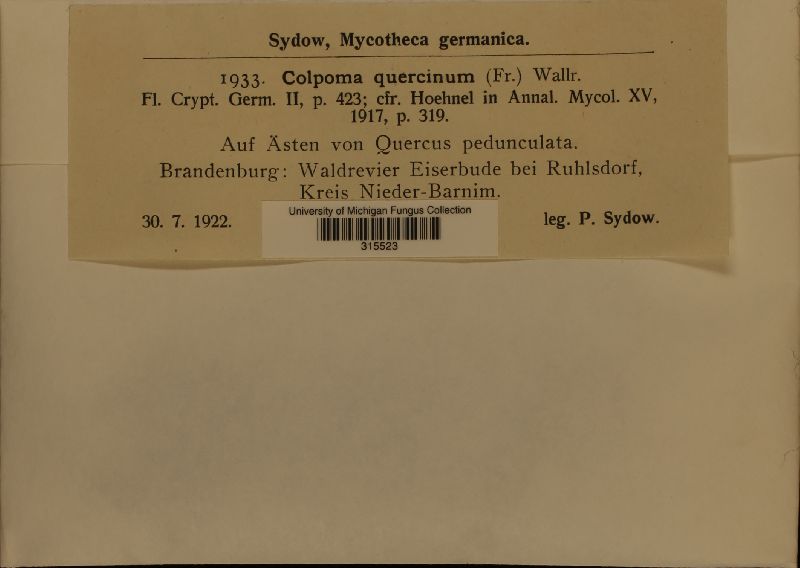 Sydow, Mycotheca germanica.
1933. Colpoma quercinum (Fr.) Wallr.
Fl. Crypt. Germ. II, p. 423; cfr. Hoehnel in Annal. Mycol. XV,
1917, p. 319.
Auf Ästen von Quercus pedunculata.
Brandenburg: Waldrevier Eiserbude bei Ruhlsdorf,
Kreis Nieder-Barnim.
30. 7. 1922. leg. P. Sydow.
University of Michigan Fungus Collection
315523